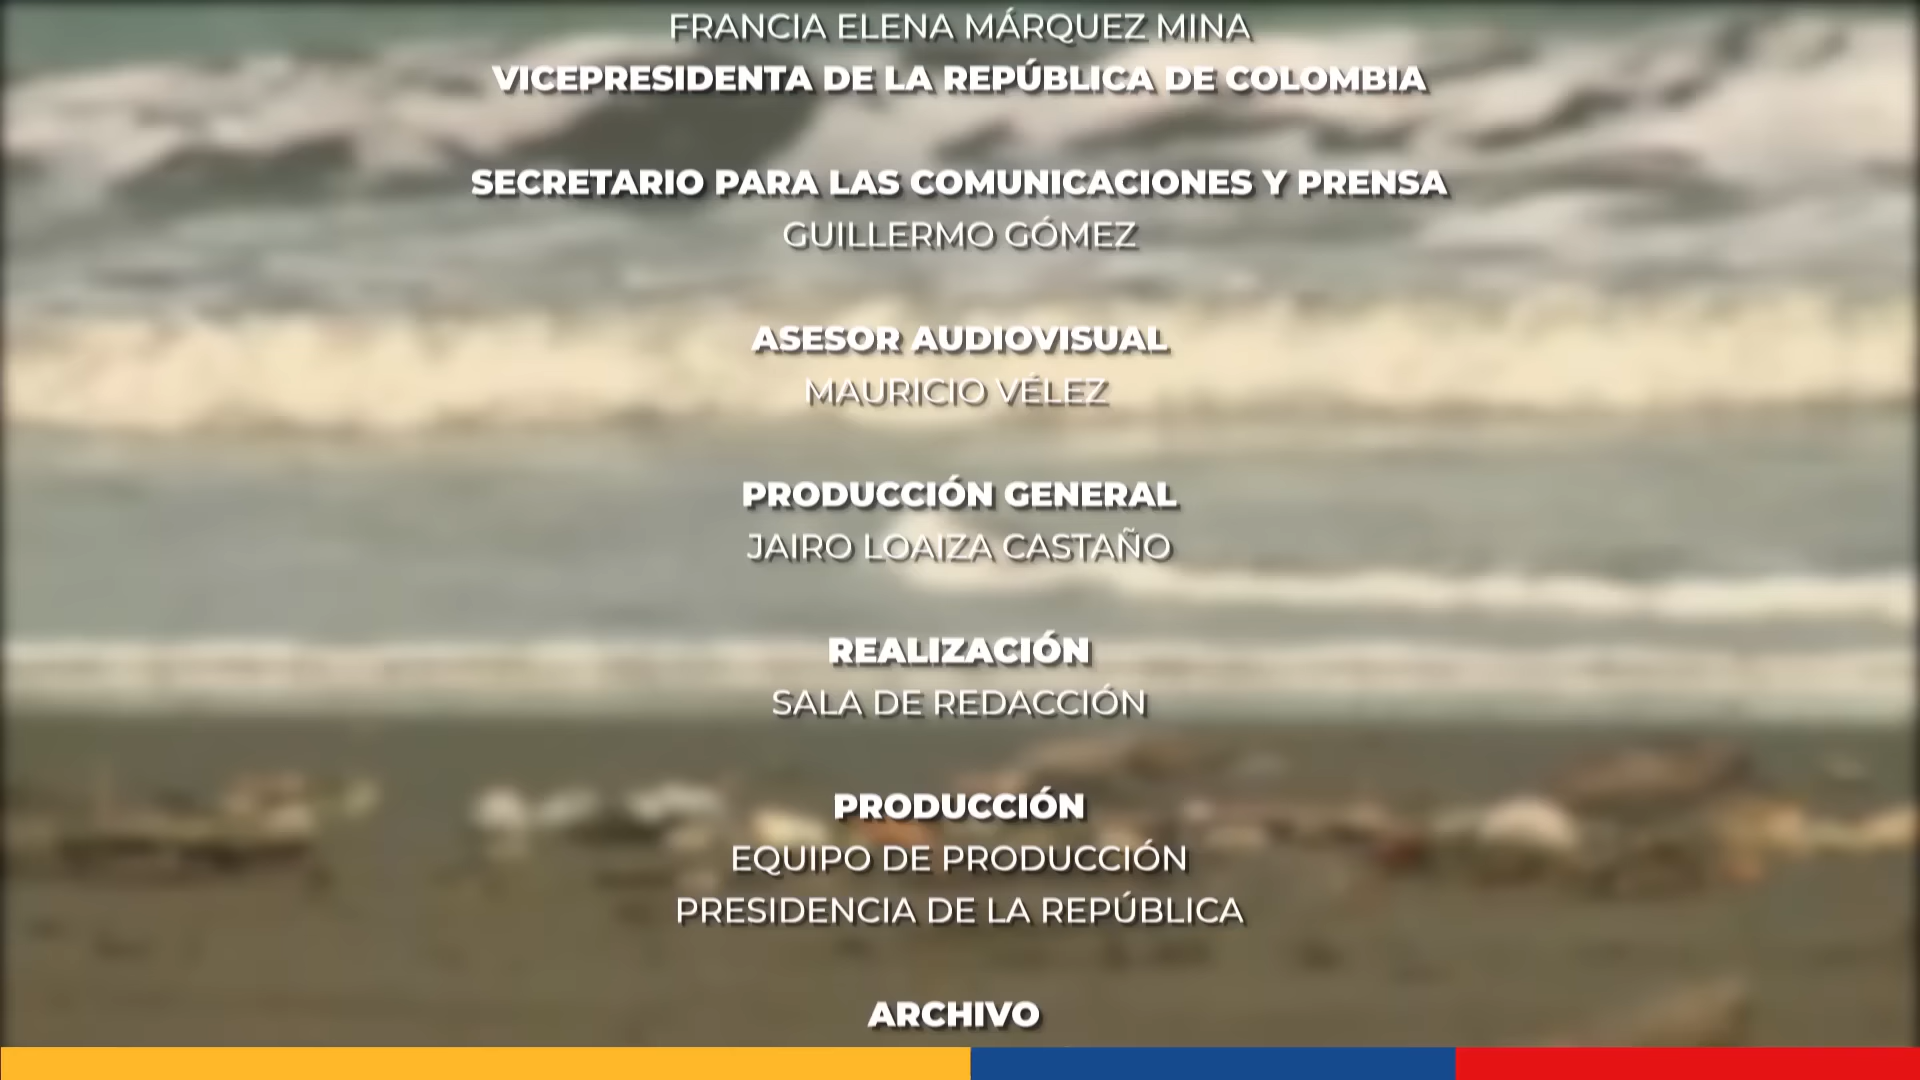 FRANCIA ELENA MÁRQUEZ MINA
VICEPRESIDENTA DE LA REPÚBLICA DE COLOMBIA
SECRETARIO PARA LAS COMUNICACIONES Y PRENSA
GUILLERMO GÓMEZ
ASESOR AUDIOVISUAL
MAURICIO VÉLEZ
PRODUCCIÓN GENERAL
JAIRO LOAIZA CASTAÑO
REALIZACIÓN
SALA DE REDACCIÓN
PRODUCCIÓN
EQUIPO DE PRODUCCIÓN
PRESIDENCIA DE LA REPÚBLICA
ARCHIVO